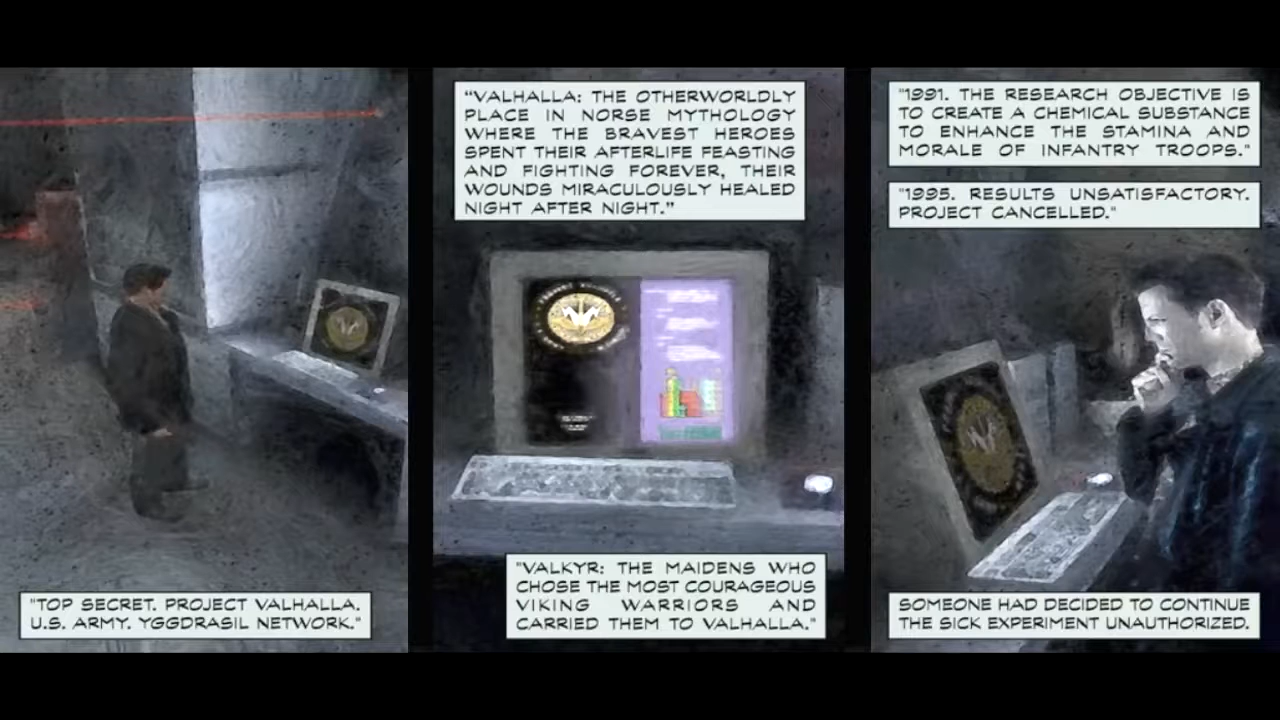 "TOP SECRET. PROJECT VALHALLA.
U.S. ARMY. YGGDRASIL NETWORK."
“VALHALLA: THE OTHERWORLDLY
PLACE IN NORSE MYTHOLOGY
WHERE THE BRAVEST HEROES
SPENT THEIR AFTERLIFE FEASTING
AND FIGHTING FOREVER, THEIR
WOUNDS MIRACULOUSLY HEALED
NIGHT AFTER NIGHT.”
"VALKYR: THE MAIDENS WHO
CHOSE THE MOST COURAGEOUS
VIKING WARRIORS AND
CARRIED THEM TO VALHALLA."
"1991. THE RESEARCH OBJECTIVE IS
TO CREATE A CHEMICAL SUBSTANCE
TO ENHANCE THE STAMINA AND
MORALE OF INFANTRY TROOPS."
"1995. RESULTS UNSATISFACTORY.
PROJECT CANCELLED."
SOMEONE HAD DECIDED TO CONTINUE
THE SICK EXPERIMENT UNAUTHORIZED.